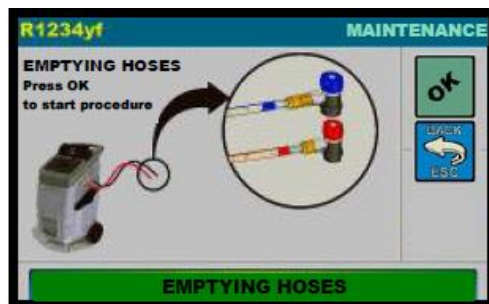 R1234yf
MAINTENANCE
EMPTYING HOSES
Press OK
to start procedure
OK
BACK
ESC
EMPTYING HOSES